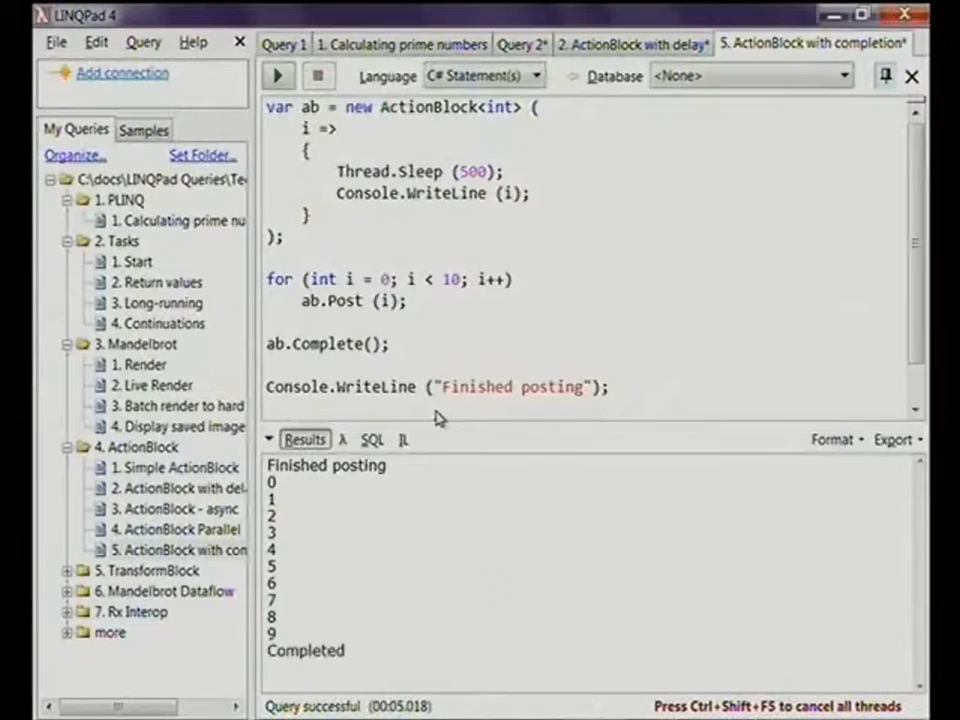 LINQPad 4
File Edit Query Help
Query 1 1. Calculating prime numbers Query 2* 2. ActionBlock with delay* 5. ActionBlock with completion*
Add connection
Language C# Statement(s) Database <None>
My Queries Samples
Organize... Set Folder...
C:\docs\LINQPad Queries\Te
1. PLINQ
1. Calculating prime nu
2. Tasks
1. Start
2. Return values
3. Long-running
4. Continuations
3. Mandelbrot
1. Render
2. Live Render
3. Batch render to hard
4. Display saved image
4. ActionBlock
1. Simple ActionBlock
2. ActionBlock with del
3. ActionBlock - async
4. ActionBlock Parallel
5. ActionBlock with con
5. TransformBlock
6. Mandelbrot Dataflow
7. Rx Interop
more
var ab = new ActionBlock<int> (
i =>
{
Thread.Sleep (500);
Console.WriteLine (i);
}
);
for (int i = 0; i < 10; i++)
ab.Post (i);
ab.Complete();
Console.WriteLine ("Finished posting");
Results λ SQL IL Format Export
Finished posting
0
1
2
3
4
5
6
7
8
9
Completed
Query successful (00:05.018) Press Ctrl+Shift+F5 to cancel all threads